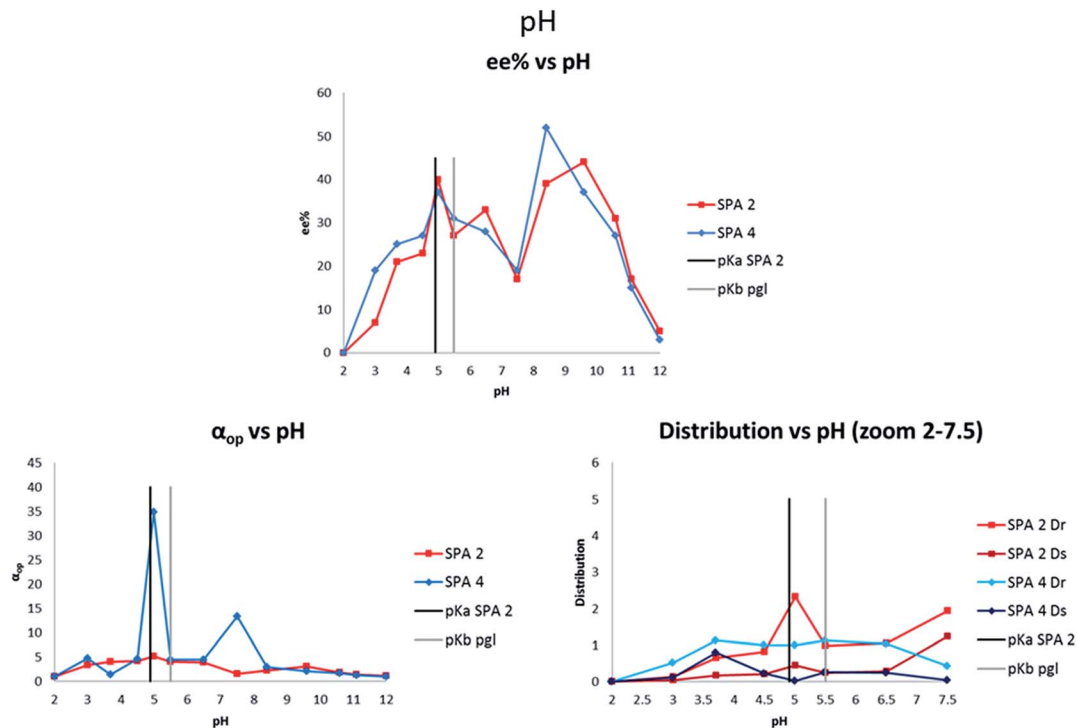 pH
ee% vs pH
60
50
40
30
20
10
0
ee%
2 3 4 5 6 7 8 9 10 11 12
pH
SPA 2
SPA 4
pKa SPA 2
pKb pgl
αop vs pH
45
40
35
30
25
20
15
10
5
0
αop
2 3 4 5 6 7 8 9 10 11 12
pH
SPA 2
SPA 4
pKa SPA 2
pKb pgl
Distribution vs pH (zoom 2-7.5)
6
5
4
3
2
1
0
Distribution
2 2.5 3 3.5 4 4.5 5 5.5 6 6.5 7 7.5
pH
SPA 2 Dr
SPA 2 Ds
SPA 4 Dr
SPA 4 Ds
pKa SPA 2
pKb pgl